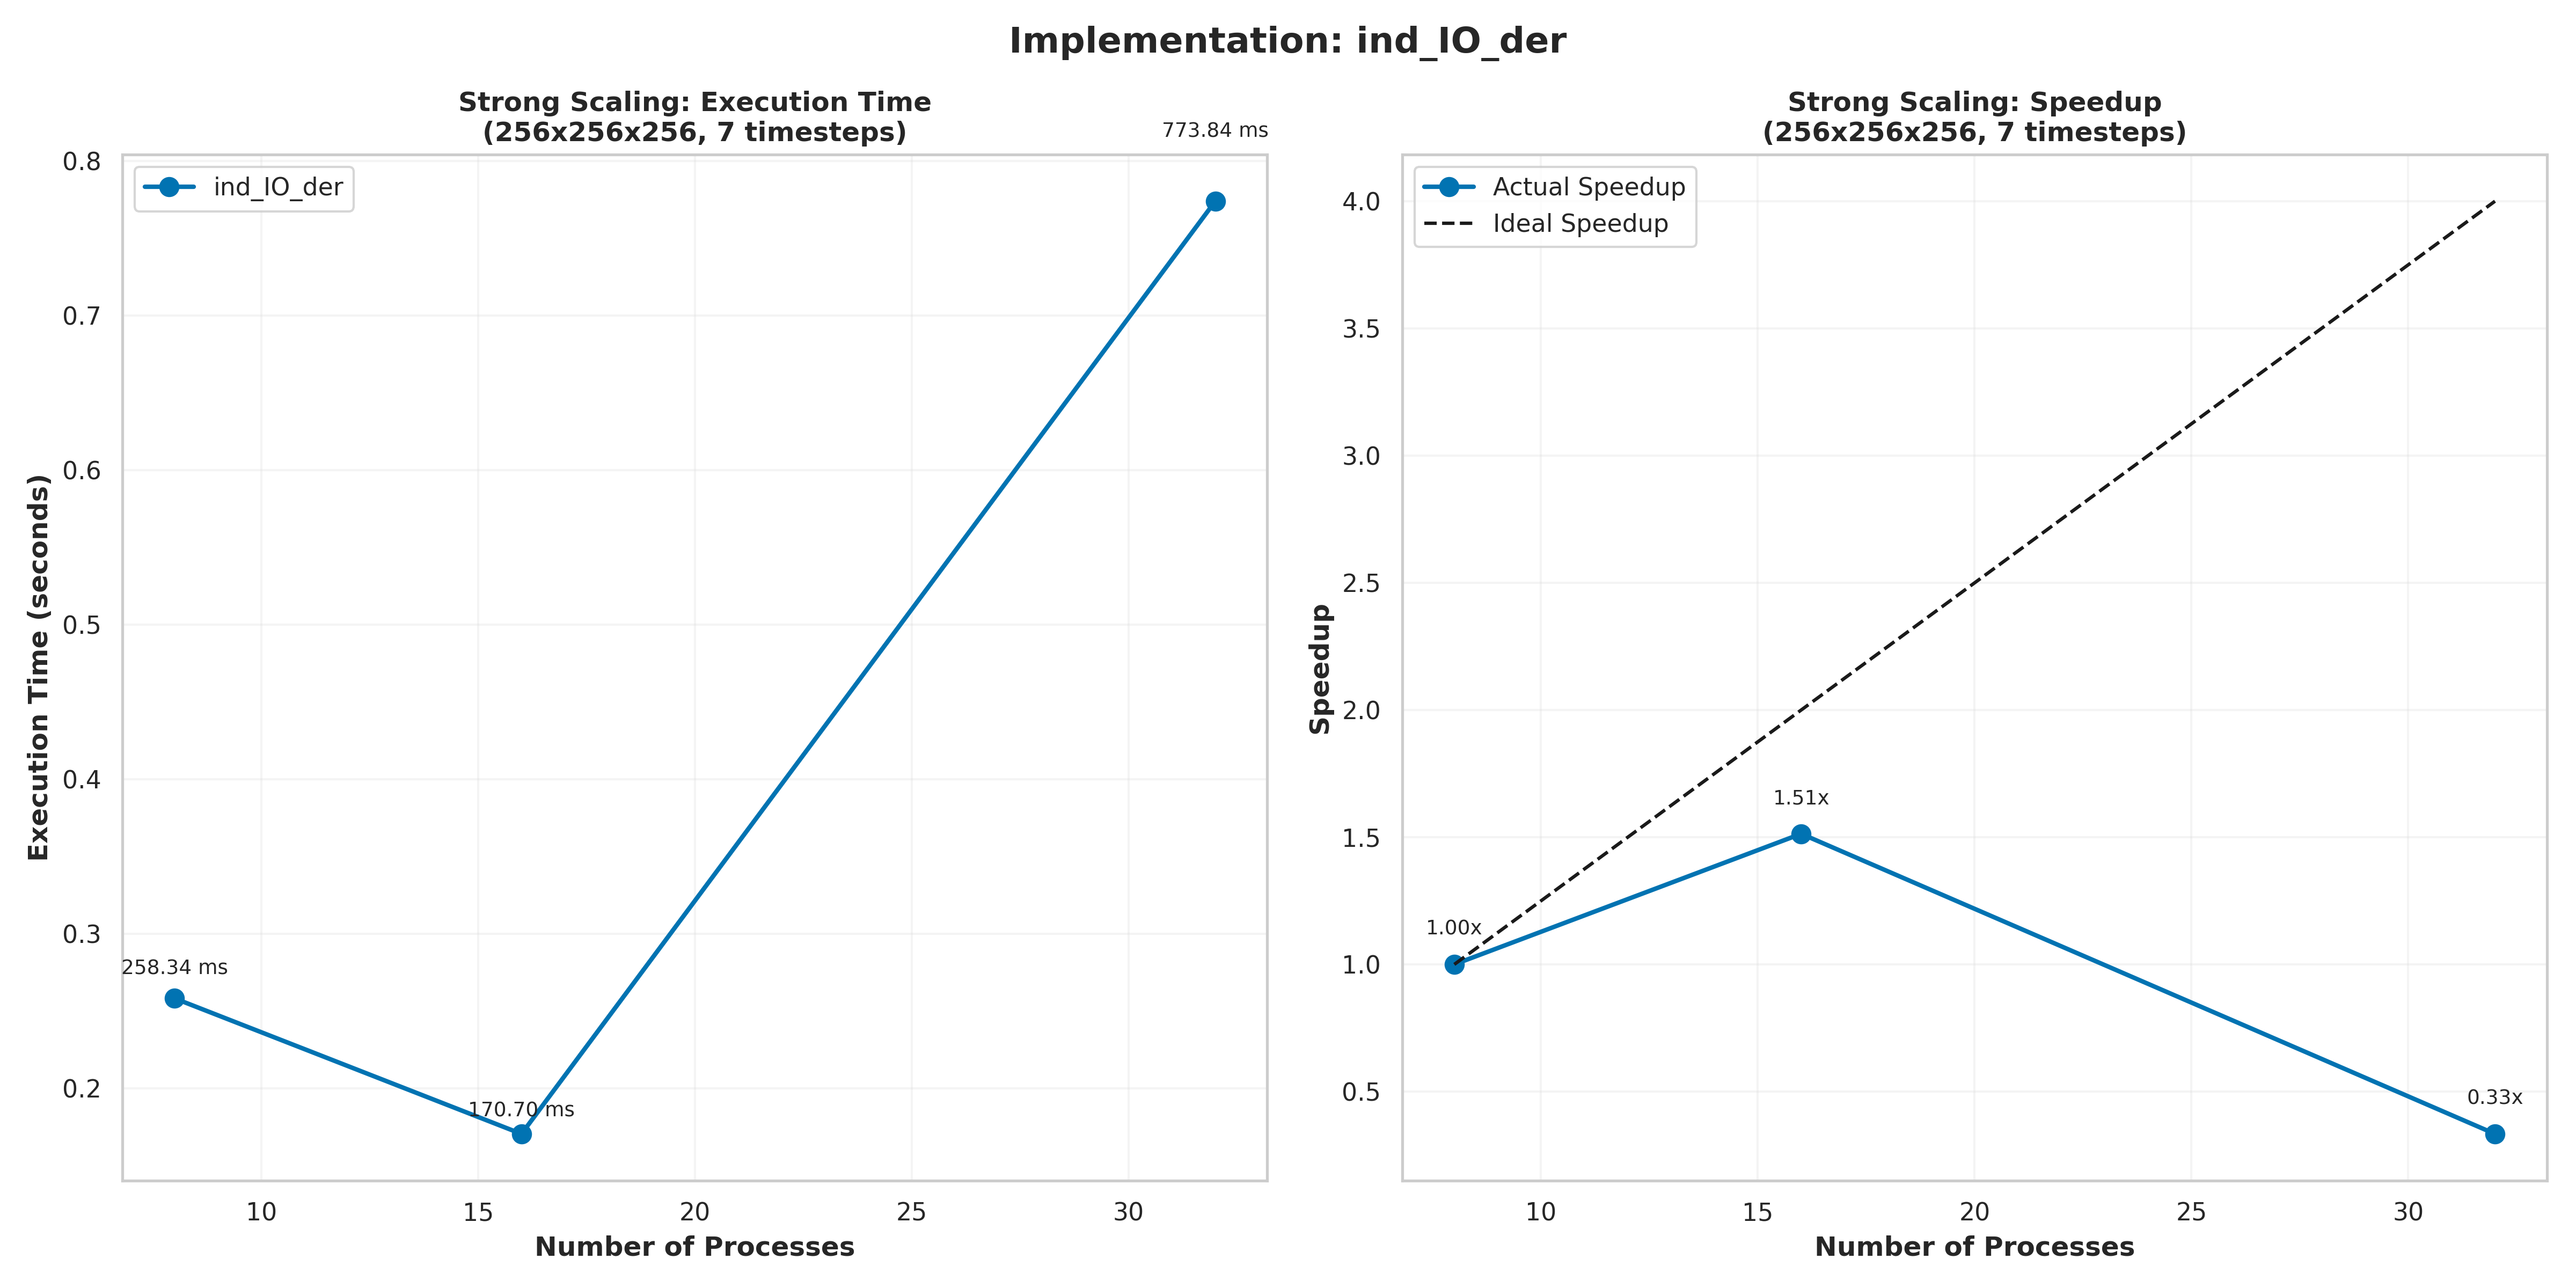 Implementation: ind_IO_der
Strong Scaling: Execution Time
(256x256x256, 7 timesteps)
773.84 ms
ind_IO_der
0.8
0.7
0.6
0.5
0.4
0.3
0.2
Execution Time (seconds)
258.34 ms
170.70 ms
10
15
20
25
30
Number of Processes
Strong Scaling: Speedup
(256x256x256, 7 timesteps)
Actual Speedup
Ideal Speedup
4.0
3.5
3.0
2.5
2.0
1.5
1.0
0.5
Speedup
1.00x
1.51x
0.33x
10
15
20
25
30
Number of Processes